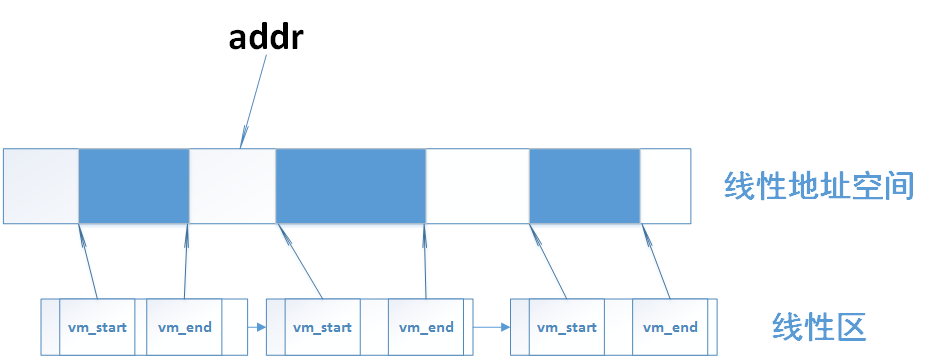 addr
线性地址空间
vm_start
vm_end
vm_start
vm_end
vm_start
vm_end
线性区